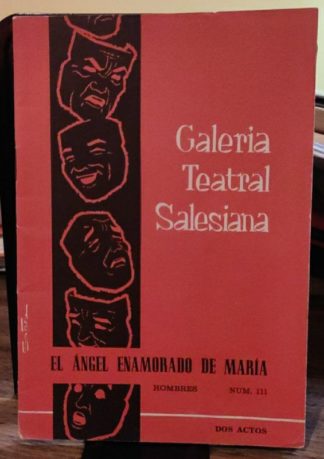 Galeria
Teatral
Salesiana
EL ÁNGEL ENAMORADO DE MARÍA
HOMBRES NUM. 111
DOS ACTOS